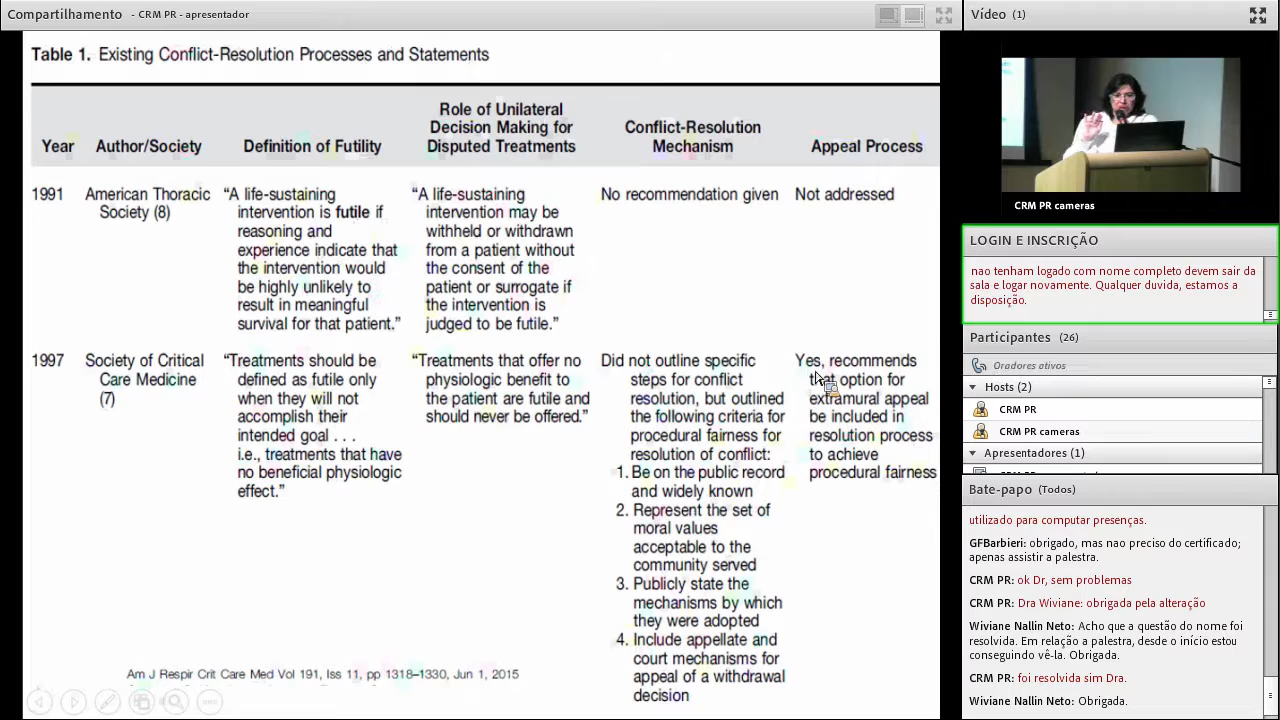 Compartilhamento - CRM PR - apresentador
Table 1. Existing Conflict-Resolution Processes and Statements
Year
Author/Society
Definition of Futility
Role of Unilateral
Decision Making for
Disputed Treatments
Conflict-Resolution
Mechanism
Appeal Process
1991
American Thoracic
Society (8)
“A life-sustaining
intervention is futile if
reasoning and
experience indicate that
the intervention would
be highly unlikely to
result in meaningful
survival for that patient.”
“A life-sustaining
intervention may be
withheld or withdrawn
from a patient without
the consent of the
patient or surrogate if
the intervention is
judged to be futile.”
No recommendation given
Not addressed
1997
Society of Critical
Care Medicine
(7)
“Treatments should be
defined as futile only
when they will not
accomplish their
intended goal . . .
i.e., treatments that have
no beneficial physiologic
effect.”
“Treatments that offer no
physiologic benefit to
the patient are futile and
should never be offered.”
Did not outline specific
steps for conflict
resolution, but outlined
the following criteria for
procedural fairness for
resolution of conflict:
1. Be on the public record
and widely known
2. Represent the set of
moral values
acceptable to the
community served
3. Publicly state the
mechanisms by which
they were adopted
4. Include appellate and
court mechanisms for
appeal of a withdrawal
decision
Yes, recommends
that option for
extramural appeal
be included in
resolution process
to achieve
procedural fairness
Am J Respir Crit Care Med Vol 191, Iss 11, pp 1318–1330, Jun 1, 2015
Vídeo (1)
CRM PR cameras
LOGIN E INSCRIÇÃO
nao tenham logado com nome completo devem sair da
sala e logar novamente. Qualquer duvida, estamos a
disposição.
Participantes (26)
Oradores ativos
Hosts (2)
CRM PR
CRM PR cameras
Apresentadores (1)
Bate-papo (Todos)
utilizado para computar presenças.
GFBarbieri: obrigado, mas nao preciso do certificado;
apenas assistir a palestra.
CRM PR: ok Dr, sem problemas
CRM PR: Dra Wiviane: obrigada pela alteração
Wiviane Nallin Neto: Acho que a questão do nome foi
resolvida. Em relação a palestra, desde o início estou
conseguindo vê-la. Obrigada.
CRM PR: foi resolvida sim Dra.
Wiviane Nallin Neto: Obrigada.